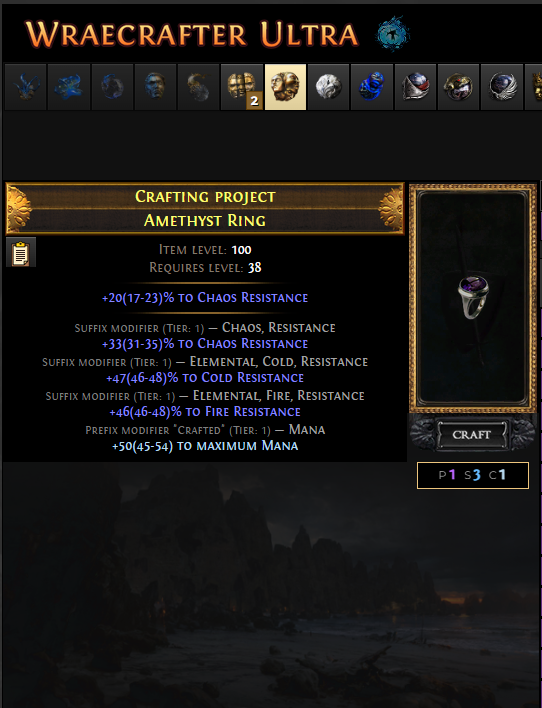 Wraecrafter Ultra
2
Crafting project
Amethyst Ring
Item level: 100
Requires level: 38
+20(17-23)% to Chaos Resistance
Suffix modifier (Tier: 1) — Chaos, Resistance
+33(31-35)% to Chaos Resistance
Suffix modifier (Tier: 1) — Elemental, Cold, Resistance
+47(46-48)% to Cold Resistance
Suffix modifier (Tier: 1) — Elemental, Fire, Resistance
+46(46-48)% to Fire Resistance
Prefix modifier "Crafted" (Tier: 1) — Mana
+50(45-54) to maximum Mana
CRAFT
P1 S3 C1